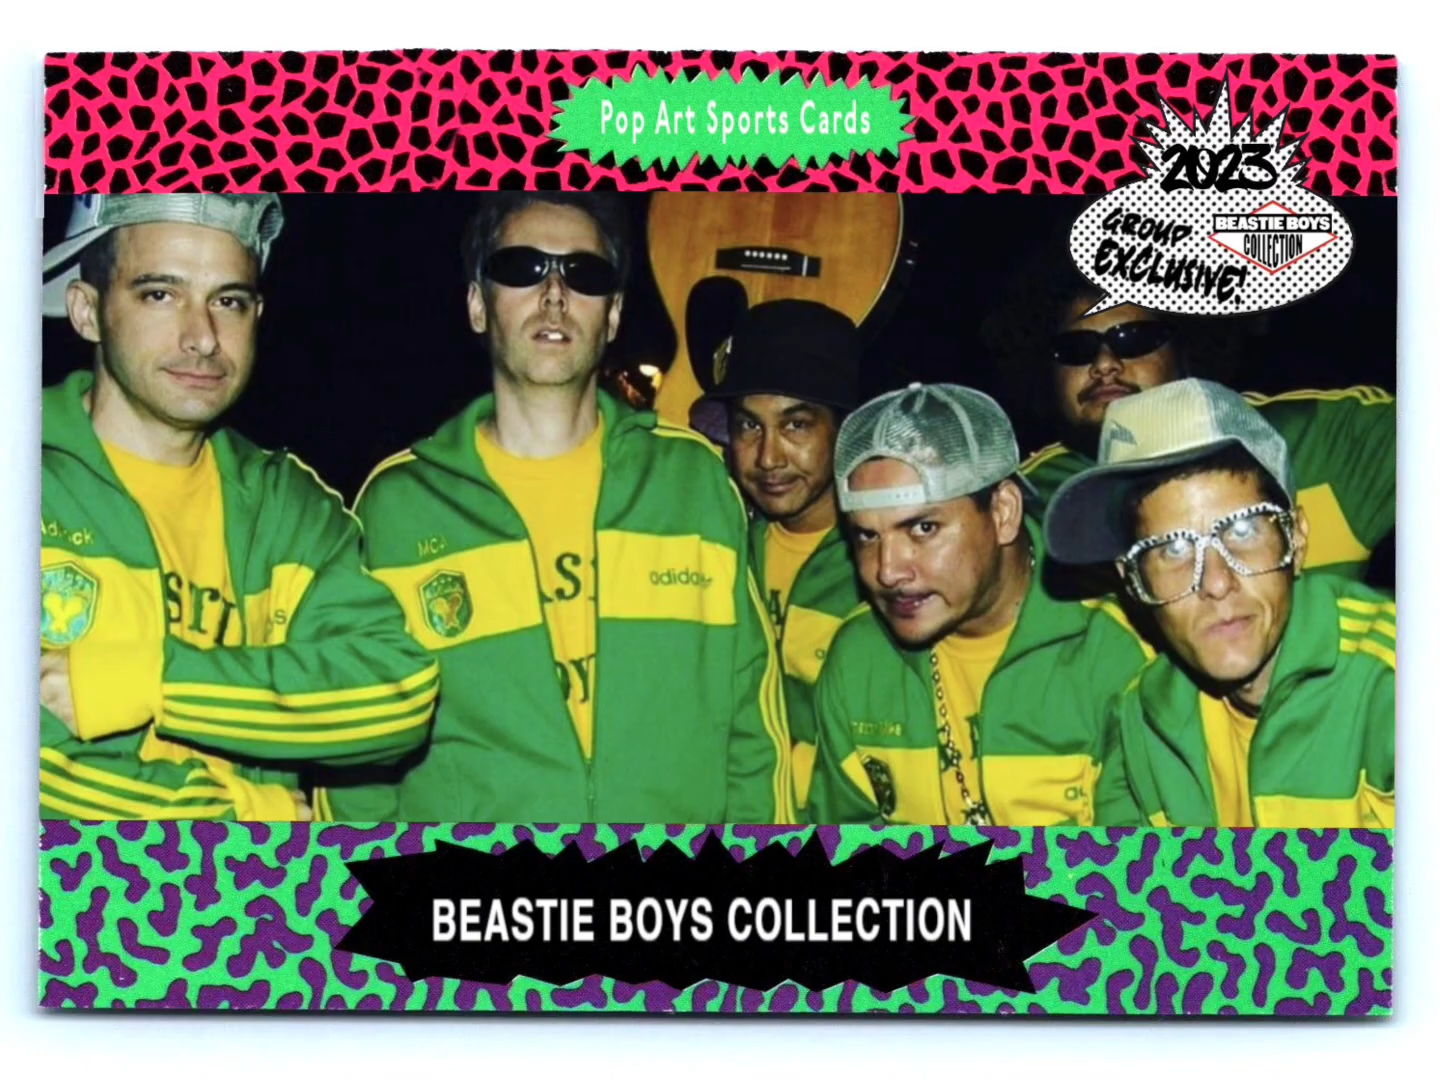 Pop Art Sports Cards
2023
GROUP
EXCLUSIVE!
BEASTIE BOYS
COLLECTION
MCA
adidas
BEASTIE BOYS COLLECTION